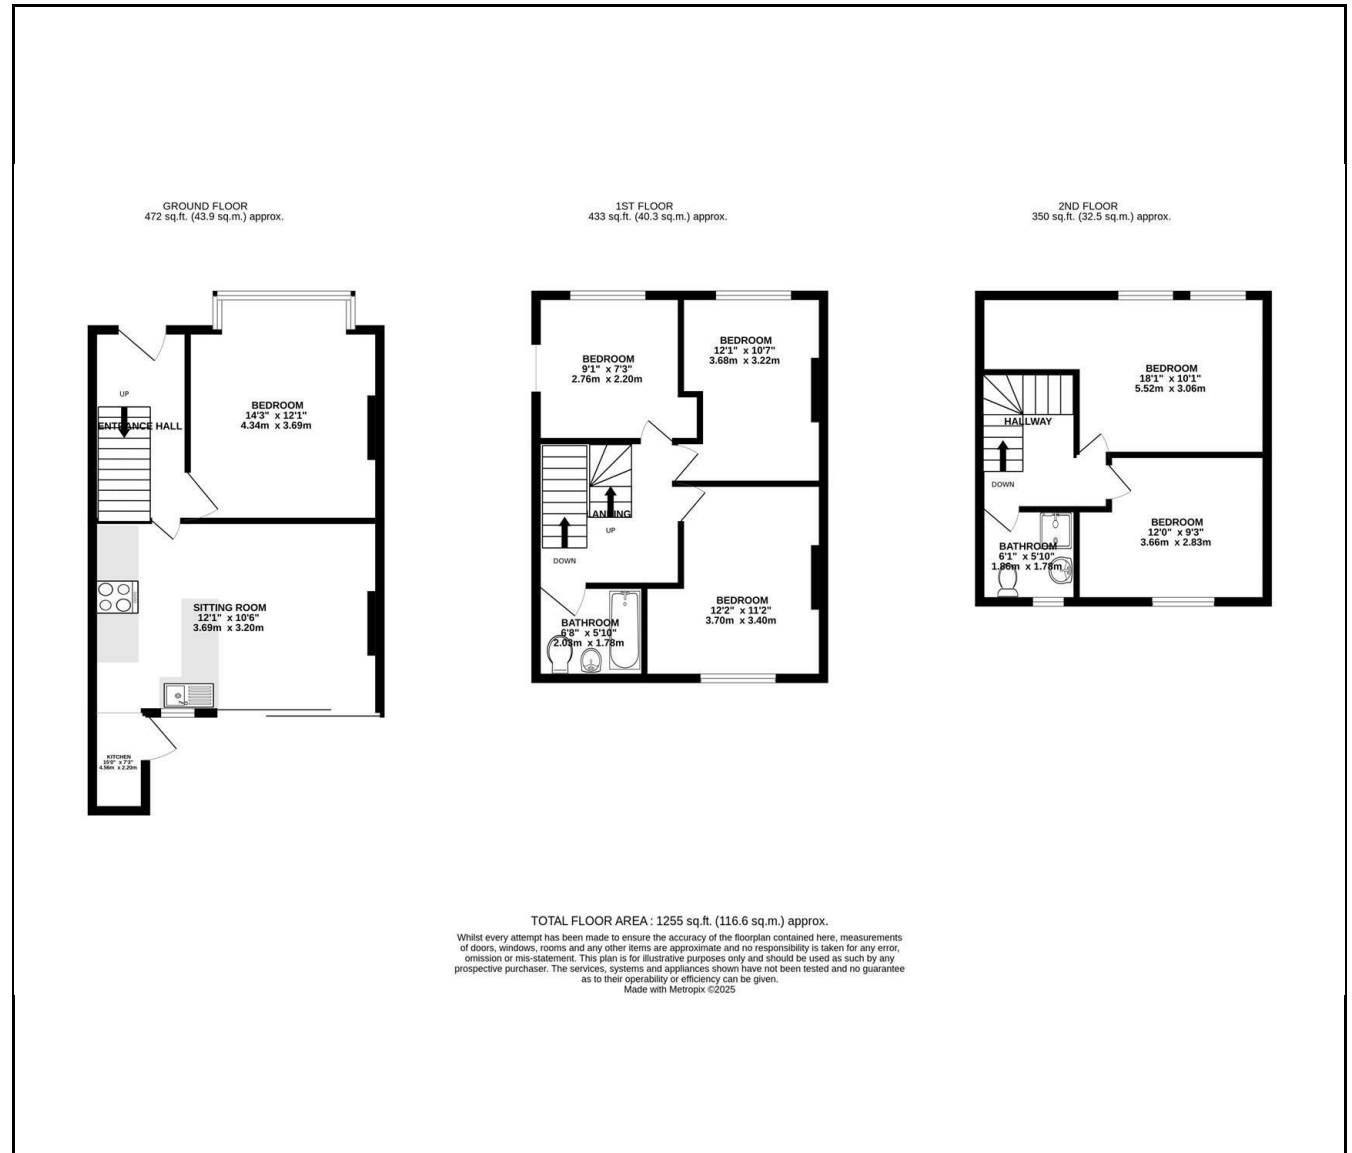 GROUND FLOOR
472 sq.ft. (43.9 sq.m.) approx.
UP
ENTRANCE HALL
BEDROOM
14'3" x 12'1"
4.34m x 3.69m
SITTING ROOM
12'1" x 10'6"
3.69m x 3.20m
KITCHEN
15'0" x 7'3"
4.56m x 2.20m
1ST FLOOR
433 sq.ft. (40.3 sq.m.) approx.
BEDROOM
9'1" x 7'3"
2.76m x 2.20m
BEDROOM
12'1" x 10'7"
3.68m x 3.22m
LANDING
UP
DOWN
BATHROOM
6'8" x 5'10"
2.03m x 1.78m
BEDROOM
12'2" x 11'2"
3.70m x 3.40m
2ND FLOOR
350 sq.ft. (32.5 sq.m.) approx.
BEDROOM
18'1" x 10'1"
5.52m x 3.06m
HALLWAY
DOWN
BATHROOM
6'1" x 5'10"
1.86m x 1.78m
BEDROOM
12'0" x 9'3"
3.66m x 2.83m
TOTAL FLOOR AREA : 1255 sq.ft. (116.6 sq.m.) approx.
Whilst every attempt has been made to ensure the accuracy of the floorplan contained here, measurements
of doors, windows, rooms and any other items are approximate and no responsibility is taken for any error,
omission or mis-statement. This plan is for illustrative purposes only and should be used as such by any
prospective purchaser. The services, systems and appliances shown have not been tested and no guarantee
as to their operability or efficiency can be given.
Made with Metropix ©2025